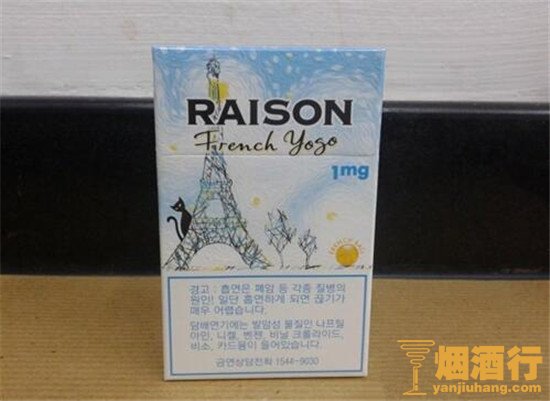 RAISON
French Yogo
1mg
경고 : 흡연은 폐암 등 각종 질병의
원인! 일단 흡연하게 되면 끊기가
매우 어렵습니다.
담배연기에는 발암성 물질인 나프틸
아민, 니켈, 벤젠, 비닐 크롤라이드,
비소, 카드뮴이 들어있습니다.
금연상담전화 1544-9030
烟酒行
yanjiuhang.com